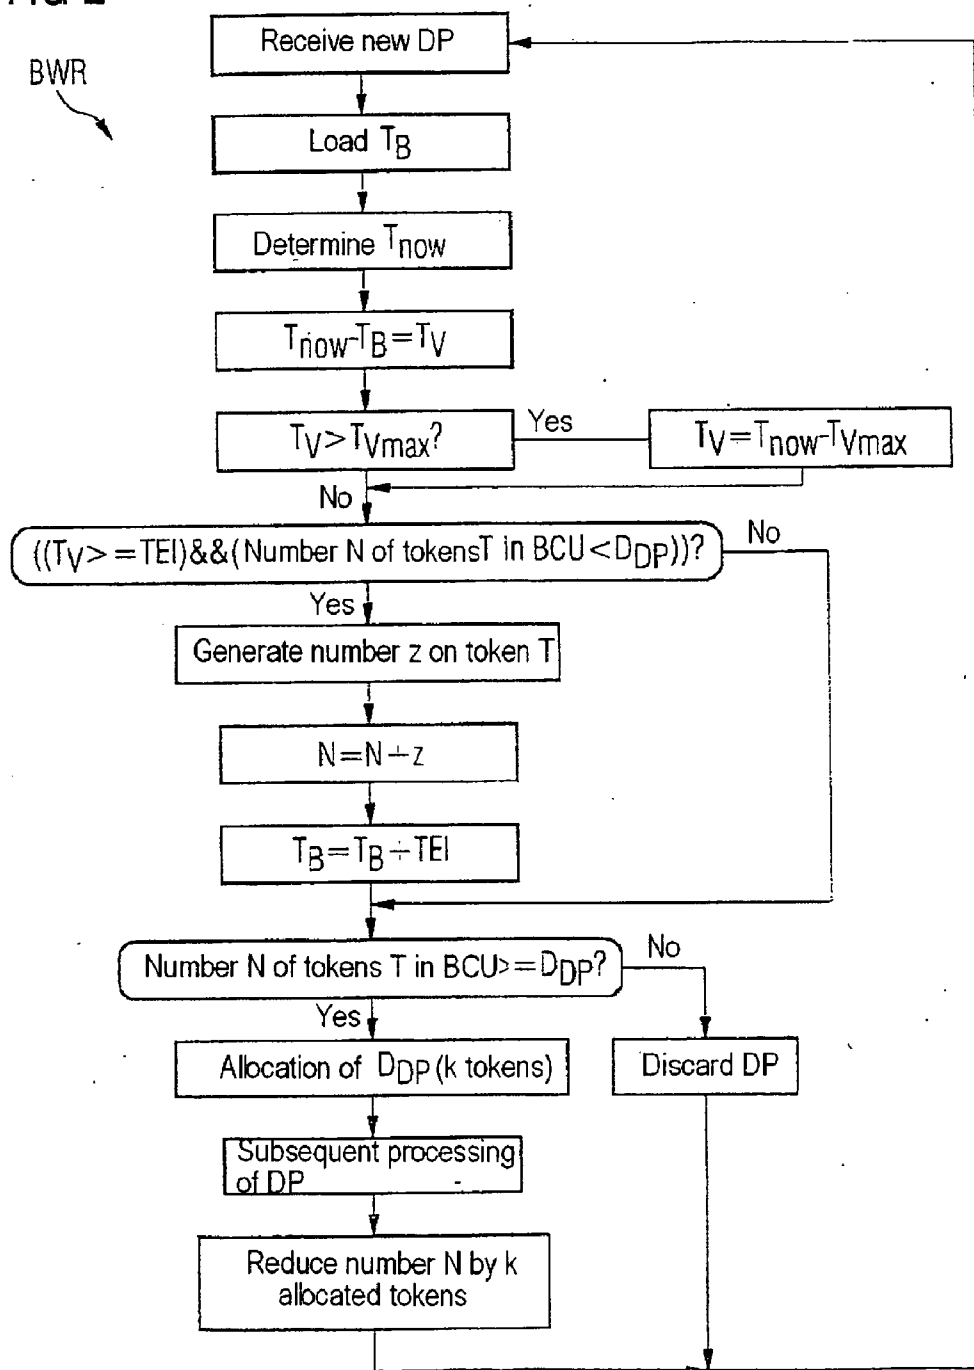 Receive new DP
BWR
Load TB
Determine Tnow
Tnow-TB=TV
TV>TVmax?
Yes
TV=Tnow-TVmax
No
((TV>=TEI)&&(Number N of tokensT in BCU<DDP))?
No
Yes
Generate number z on token T
N=N+z
TB=TB+TEI
Number N of tokens T in BCU>=DDP?
No
Yes
Allocation of DDP(k tokens)
Discard DP
Subsequent processing
of DP
Reduce number N by k
allocated tokens